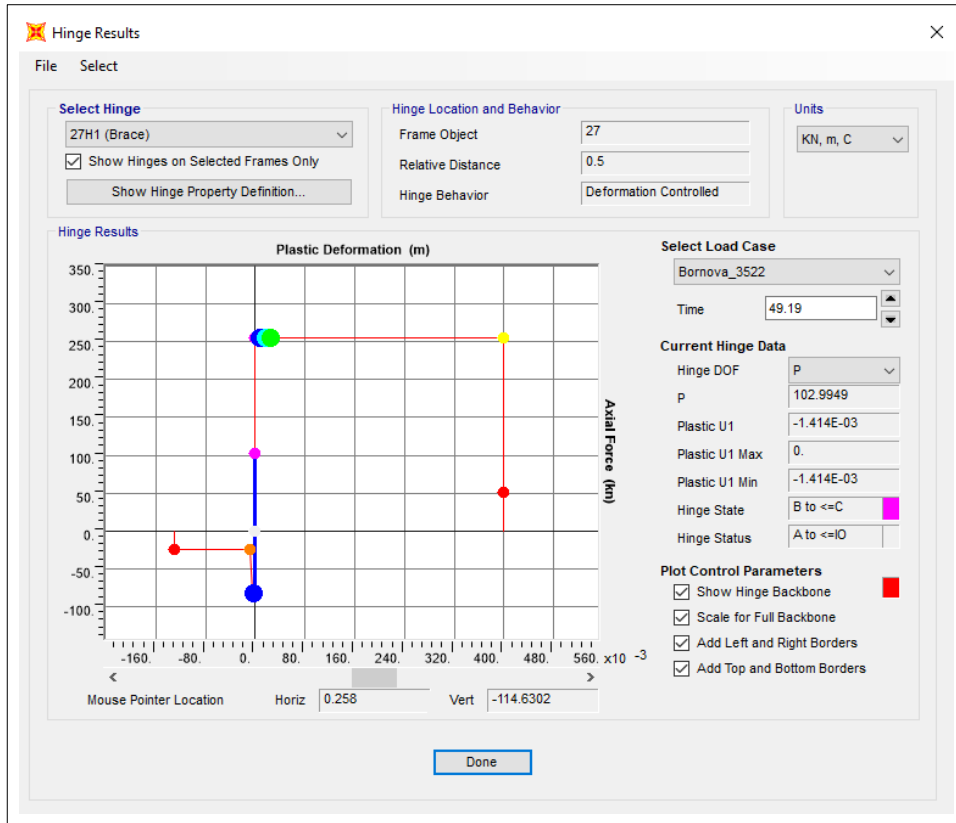 Hinge Results
File Select
Select Hinge
27H1 (Brace)
Show Hinges on Selected Frames Only
Show Hinge Property Definition...
Hinge Location and Behavior
Frame Object 27
Relative Distance 0.5
Hinge Behavior Deformation Controlled
Units
KN, m, C
Hinge Results
Plastic Deformation (m)
350.
300.
250.
200.
150.
100.
50.
0.
-50.
-100.
-160. -80. 0. 80. 160. 240. 320. 400. 480. 560. x10 -3
Axial Force (kn)
Mouse Pointer Location Horiz 0.258 Vert -114.6302
Select Load Case
Bornova_3522
Time 49.19
Current Hinge Data
Hinge DOF P
P 102.9949
Plastic U1 -1.414E-03
Plastic U1 Max 0.
Plastic U1 Min -1.414E-03
Hinge State B to <=C
Hinge Status A to <=IO
Plot Control Parameters
Show Hinge Backbone
Scale for Full Backbone
Add Left and Right Borders
Add Top and Bottom Borders
Done